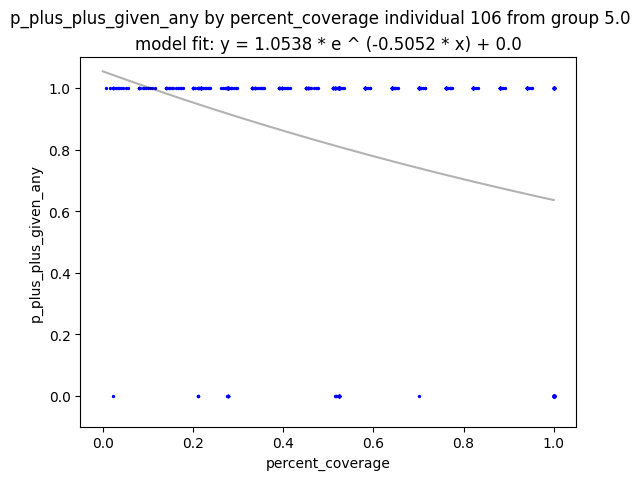 p_plus_plus_given_any by percent_coverage individual 106 from group 5.0
model fit: y = 1.0538 * e ^ (-0.5052 * x) + 0.0
1.0
0.8
0.6
0.4
0.2
0.0
p_plus_plus_given_any
0.0 0.2 0.4 0.6 0.8 1.0
percent_coverage